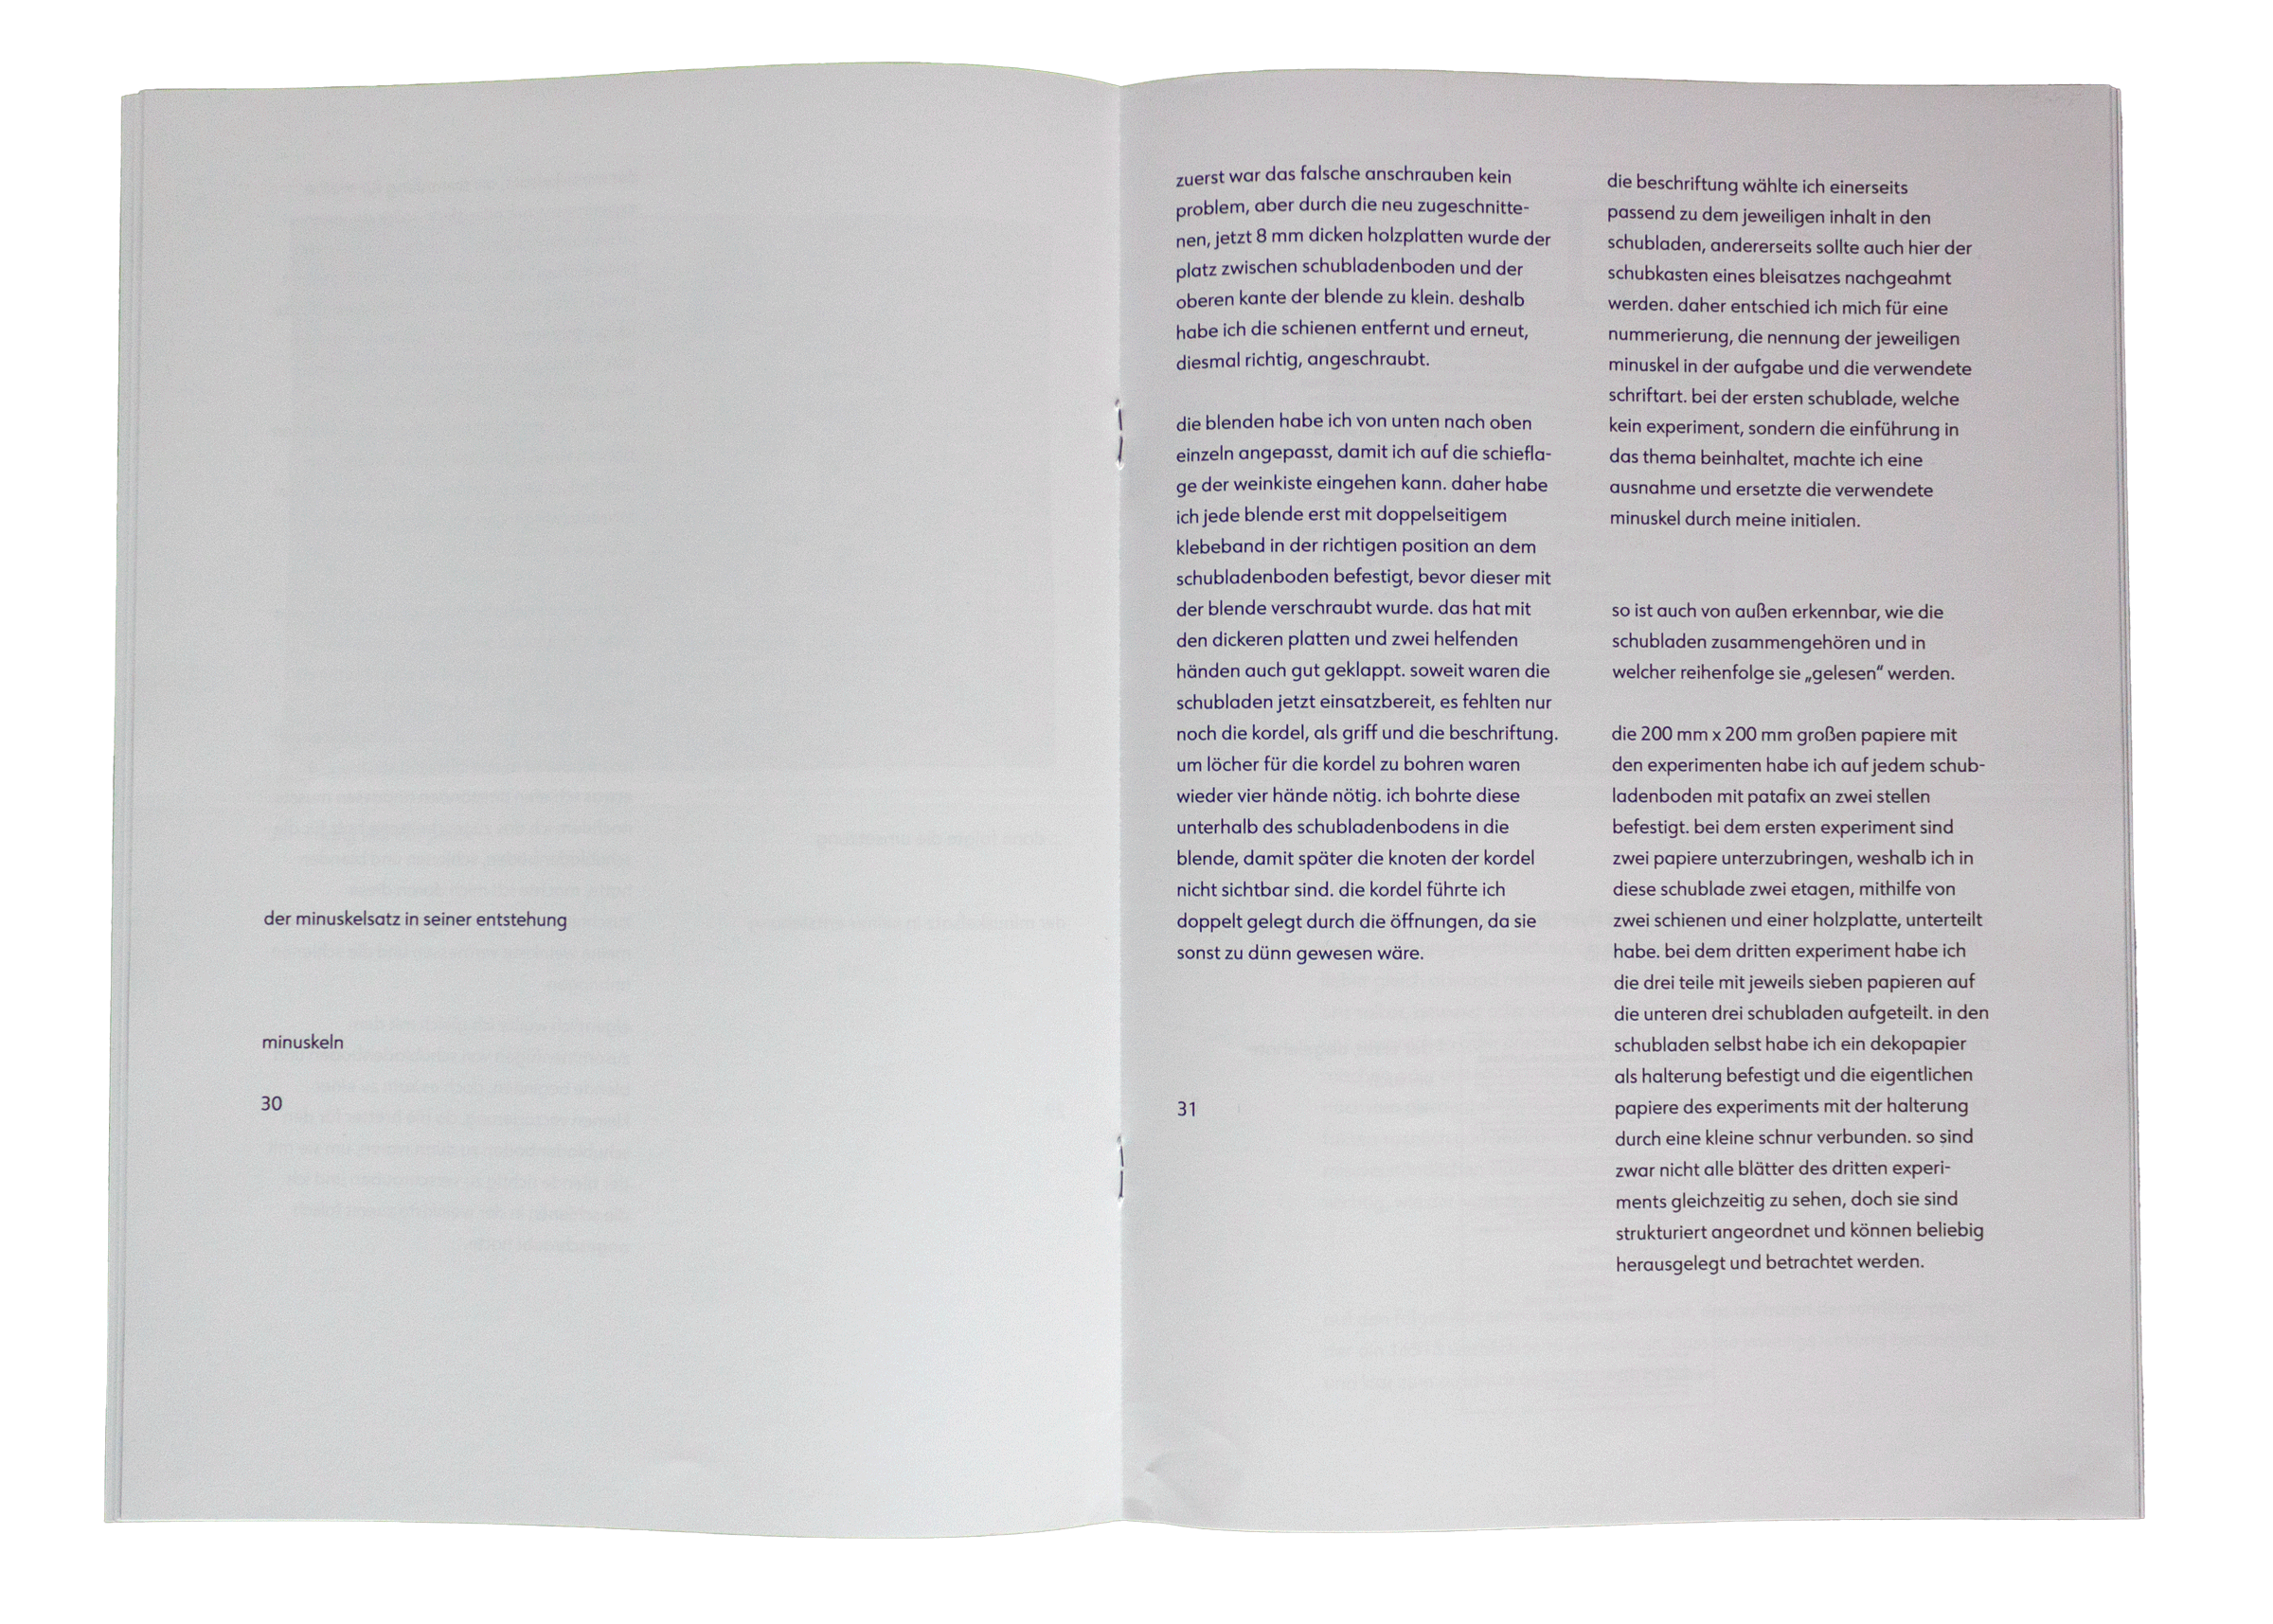 der minuskelsatz in seiner entstehung
minuskeln
30
zuerst war das falsche anschrauben kein
problem, aber durch die neu zugeschnitte-
nen, jetzt 8 mm dicken holzplatten wurde der
platz zwischen schubladenboden und der
oberen kante der blende zu klein. deshalb
habe ich die schienen entfernt und erneut,
diesmal richtig, angeschraubt.
die blenden habe ich von unten nach oben
einzeln angepasst, damit ich auf die schiefla-
ge der weinkiste eingehen kann. daher habe
ich jede blende erst mit doppelseitigem
klebeband in der richtigen position an dem
schubladenboden befestigt, bevor dieser mit
der blende verschraubt wurde. das hat mit
den dickeren platten und zwei helfenden
händen auch gut geklappt. soweit waren die
schubladen jetzt einsatzbereit, es fehlten nur
noch die kordel, als griff und die beschriftung.
um löcher für die kordel zu bohren waren
wieder vier hände nötig. ich bohrte diese
unterhalb des schubladenbodens in die
blende, damit später die knoten der kordel
nicht sichtbar sind. die kordel führte ich
doppelt gelegt durch die öffnungen, da sie
sonst zu dünn gewesen wäre.
31
die beschriftung wählte ich einerseits
passend zu dem jeweiligen inhalt in den
schubladen, andererseits sollte auch hier der
schubkasten eines bleisatzes nachgeahmt
werden. daher entschied ich mich für eine
nummerierung, die nennung der jeweiligen
minuskel in der aufgabe und die verwendete
schriftart. bei der ersten schublade, welche
kein experiment, sondern die einführung in
das thema beinhaltet, machte ich eine
ausnahme und ersetzte die verwendete
minuskel durch meine initialen.
so ist auch von außen erkennbar, wie die
schubladen zusammengehören und in
welcher reihenfolge sie „gelesen“ werden.
die 200 mm x 200 mm großen papiere mit
den experimenten habe ich auf jedem schub-
ladenboden mit patafix an zwei stellen
befestigt. bei dem ersten experiment sind
zwei papiere unterzubringen, weshalb ich in
diese schublade zwei etagen, mithilfe von
zwei schienen und einer holzplatte, unterteilt
habe. bei dem dritten experiment habe ich
die drei teile mit jeweils sieben papieren auf
die unteren drei schubladen aufgeteilt. in den
schubladen selbst habe ich ein dekopapier
als halterung befestigt und die eigentlichen
papiere des experiments mit der halterung
durch eine kleine schnur verbunden. so sind
zwar nicht alle blätter des dritten experi-
ments gleichzeitig zu sehen, doch sie sind
strukturiert angeordnet und können beliebig
herausgelegt und betrachtet werden.